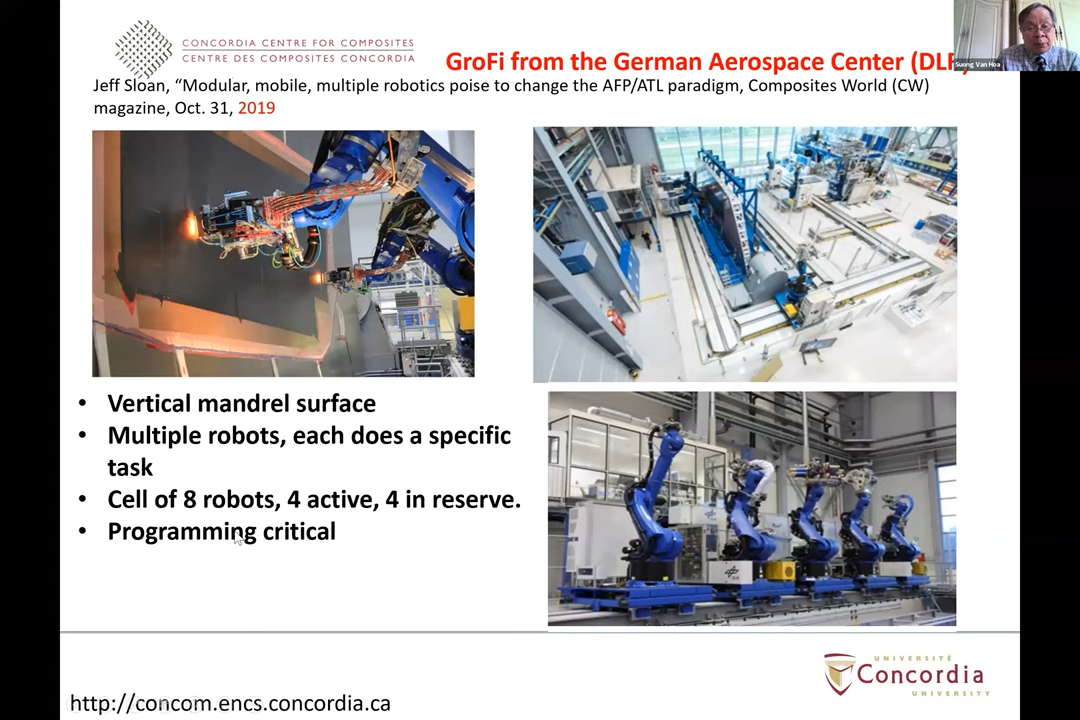 CONCORDIA CENTRE FOR COMPOSITES
CENTRE DES COMPOSITES CONCORDIA
GroFi from the German Aerospace Center (DLR)
Suong Van Hoa
Jeff Sloan, “Modular, mobile, multiple robotics poise to change the AFP/ATL paradigm, Composites World (CW)
magazine, Oct. 31, 2019
• Vertical mandrel surface
• Multiple robots, each does a specific
task
• Cell of 8 robots, 4 active, 4 in reserve.
• Programming critical
UNIVERSITÉ
Concordia
UNIVERSITY
http://concom.encs.concordia.ca